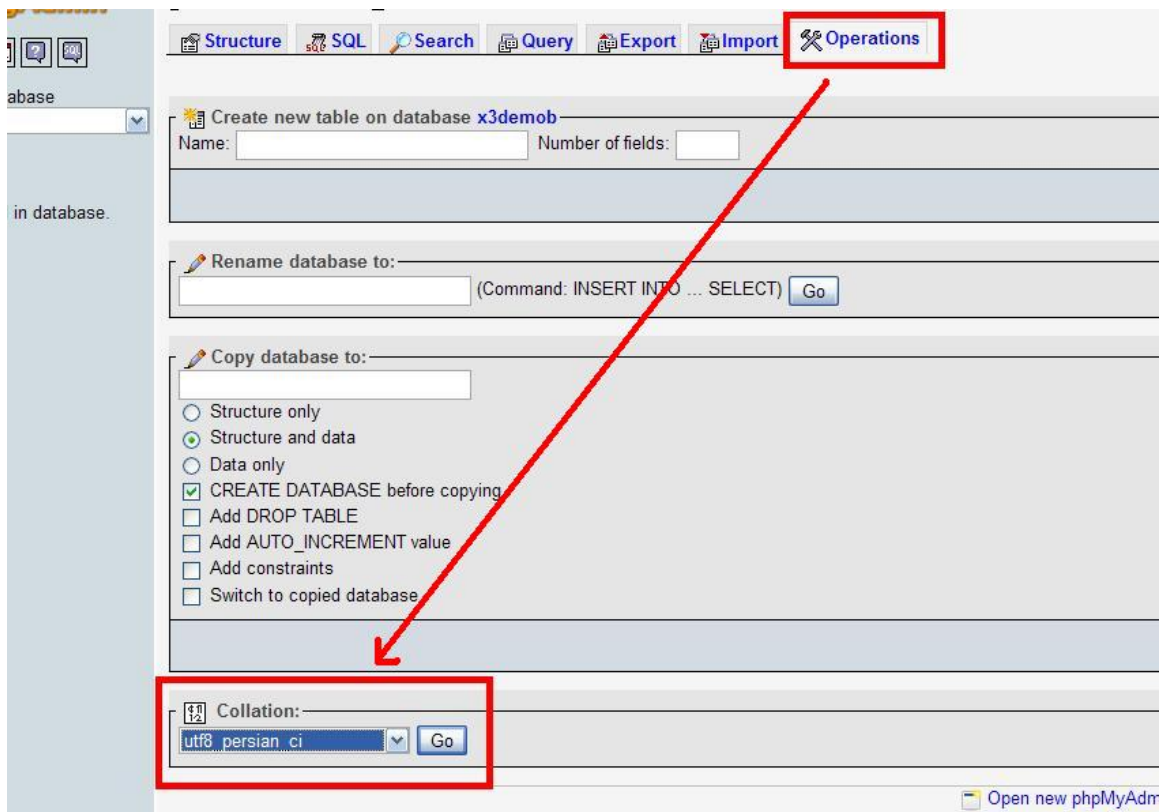 Structure SQL Search Query Export Import Operations
SQL
abase
Create new table on database x3demob
Name: Number of fields:
in database.
Rename database to:
(Command: INSERT INTO ... SELECT) Go
Copy database to:
Structure only
Structure and data
Data only
CREATE DATABASE before copying
Add DROP TABLE
Add AUTO_INCREMENT value
Add constraints
Switch to copied database
Collation:
utf8_persian_ci Go
Open new phpMyAdm